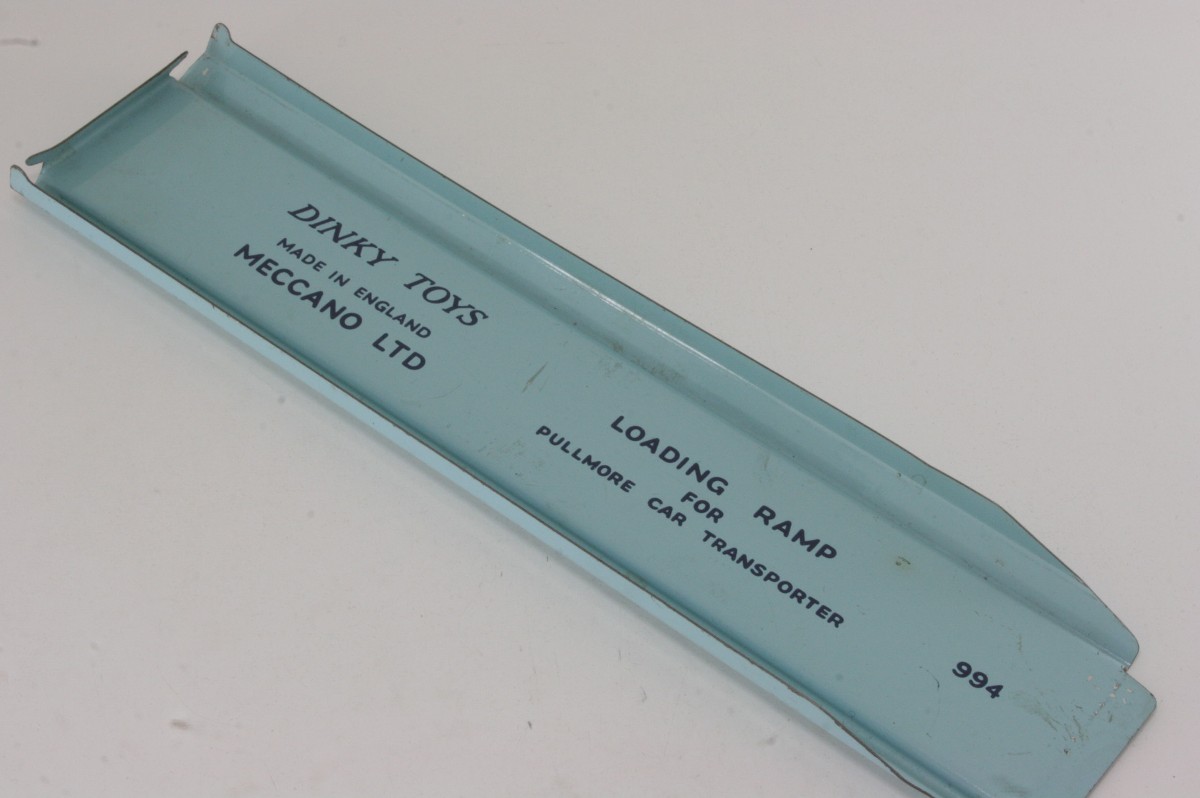 DINKY TOYS
MADE IN ENGLAND
MECCANO LTD
LOADING RAMP
FOR
PULLMORE CAR TRANSPORTER
994